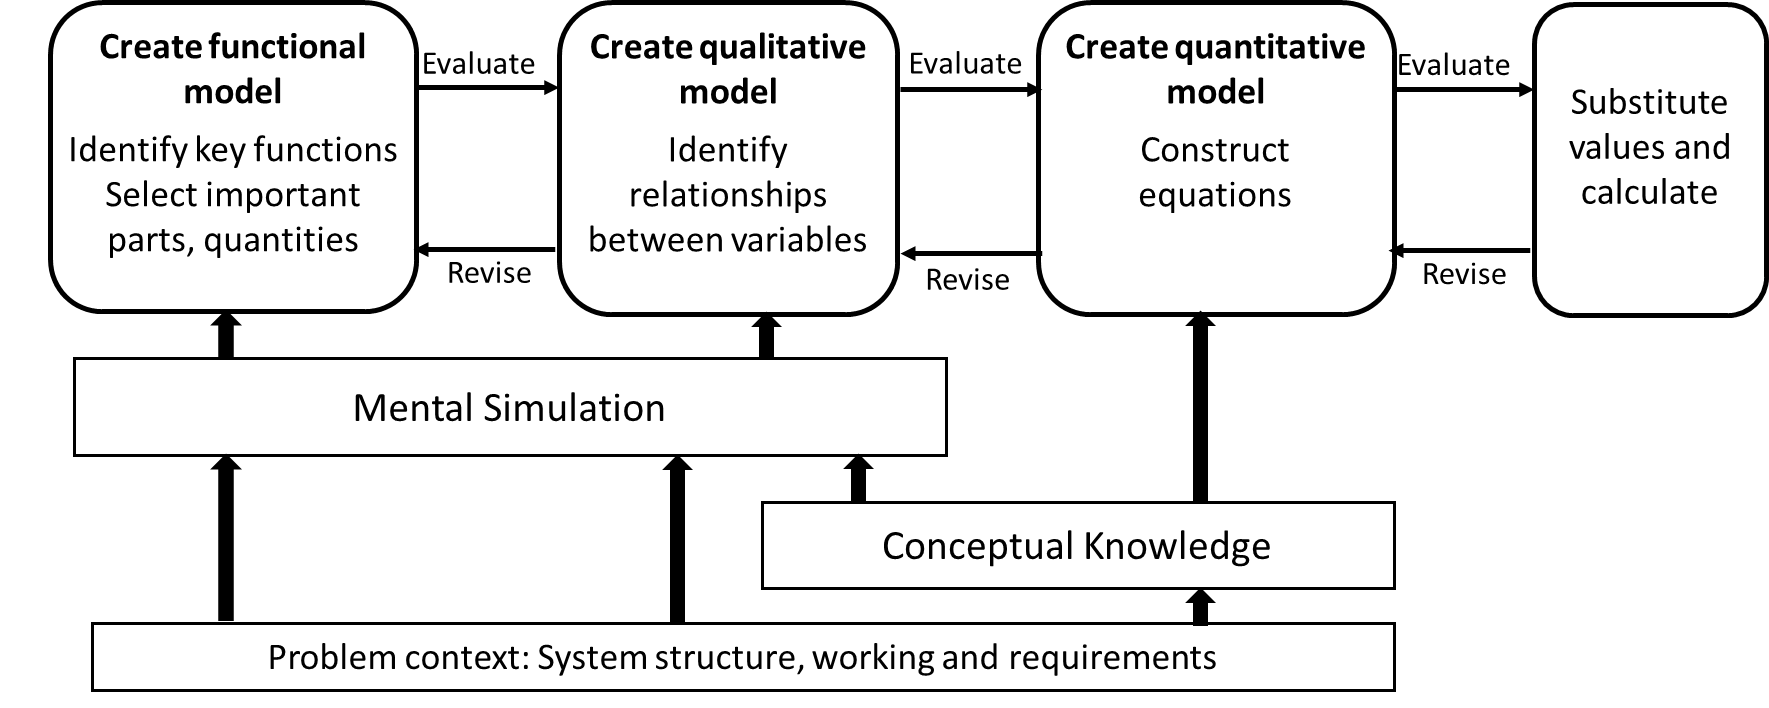 Create functional
model
Identify key functions
Select important
parts, quantities
Evaluate
Revise
Create qualitative
model
Identify
relationships
between variables
Evaluate
Revise
Create quantitative
model
Construct
equations
Evaluate
Revise
Substitute
values and
calculate
Mental Simulation
Conceptual Knowledge
Problem context: System structure, working and requirements